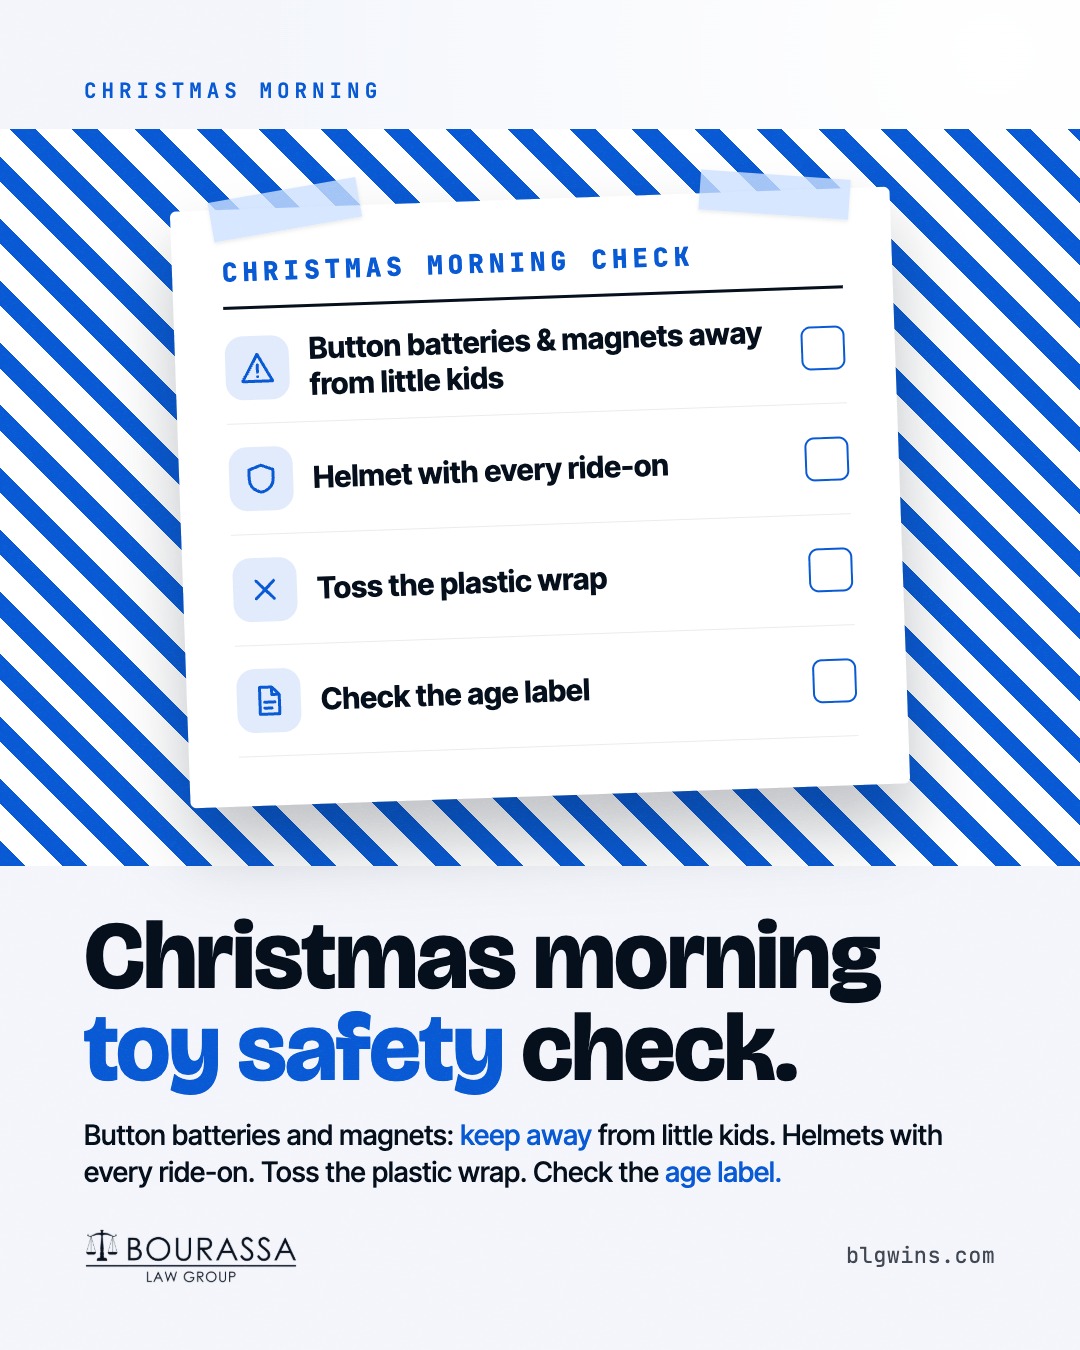 CHRISTMAS MORNING
CHRISTMAS MORNING CHECK
Button batteries & magnets away
from little kids
Helmet with every ride-on
Toss the plastic wrap
Check the age label
Christmas morning
toy safety check.
Button batteries and magnets: keep away from little kids. Helmets with
every ride-on. Toss the plastic wrap. Check the age label.
BOURASSA
LAW GROUP
blgwins.com